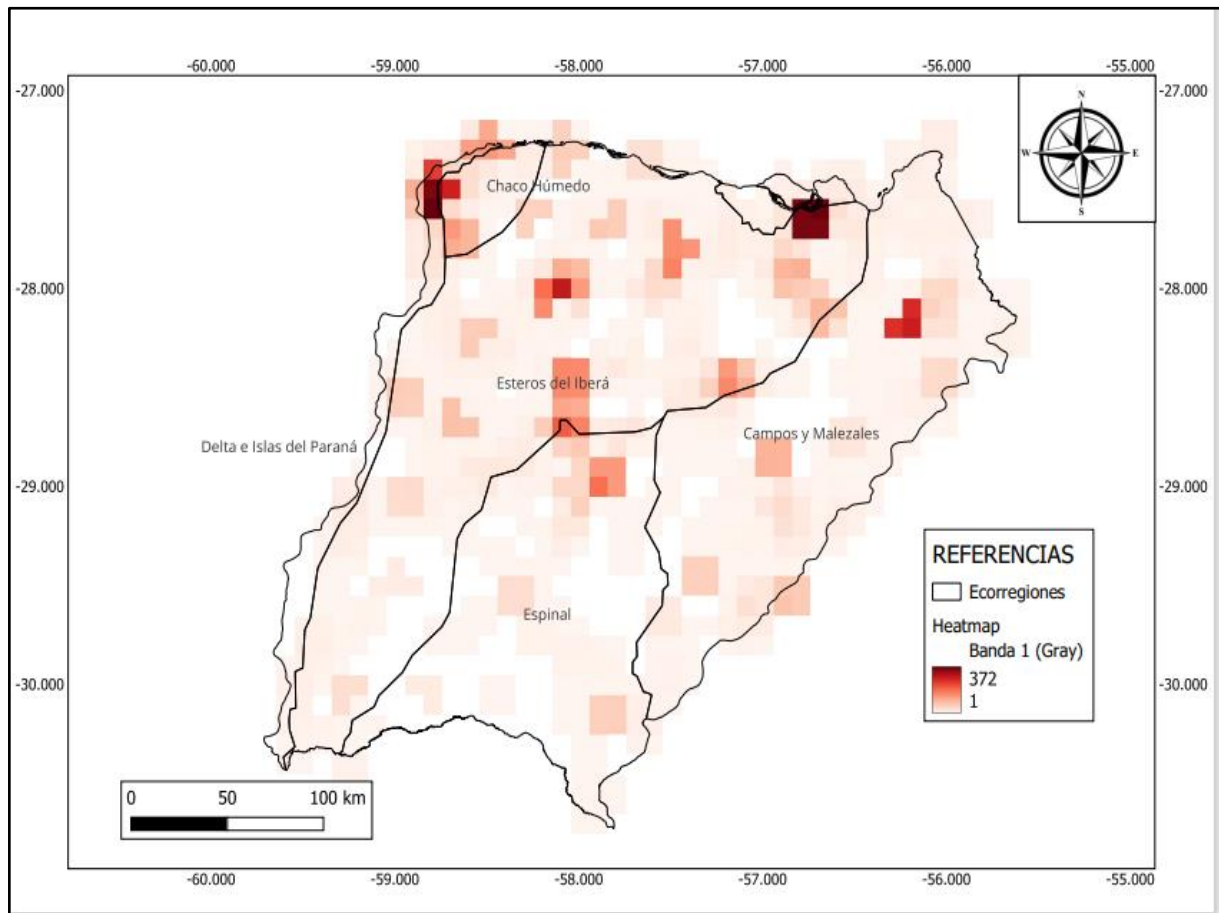 -60.000 -59.000 -58.000 -57.000 -56.000 -55.000
-27.000 -27.000
N
W E
S
Chaco Húmedo
-28.000 -28.000
Esteros del Iberá
Campos y Malezales
Delta e Islas del Paraná
-29.000 -29.000
REFERENCIAS
Ecorregiones
Heatmap
Banda 1 (Gray)
372
1
Espinal
-30.000 -30.000
0 50 100 km
-60.000 -59.000 -58.000 -57.000 -56.000 -55.000